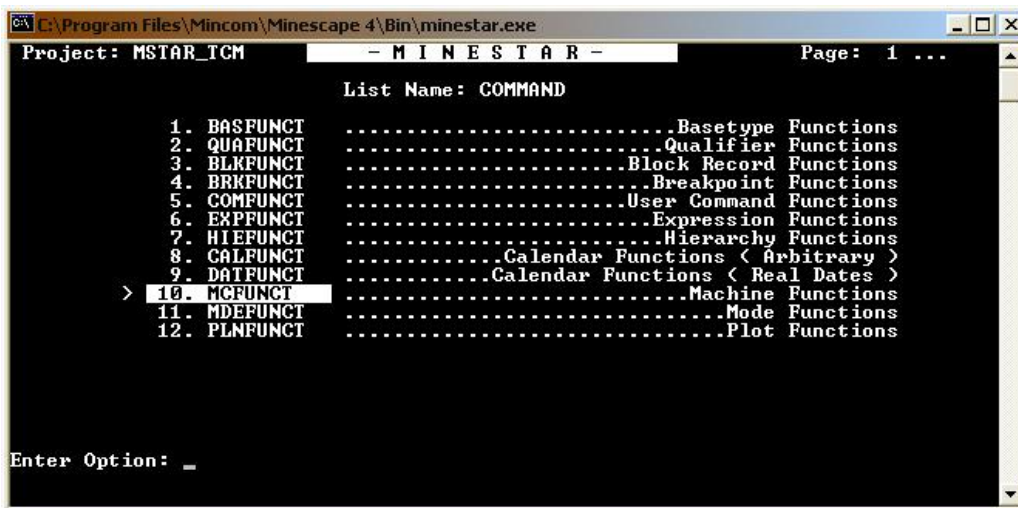 C:\Program Files\Mincom\Minescape 4\Bin\minestar.exe
Project: MSTAR_TCM - M I N E S T A R - Page: 1 ...
List Name: COMMAND
1. BASFUNCT ............................Basetype Functions
2. QUAFUNCT ...........................Qualifier Functions
3. BLKFUNCT ........................Block Record Functions
4. BRKFUNCT ..........................Breakpoint Functions
5. COMFUNCT ........................User Command Functions
6. EXPFUNCT ..........................Expression Functions
7. HIEFUNCT ...........................Hierarchy Functions
8. CALFUNCT .............Calendar Functions ( Arbitrary )
9. DATFUNCT ............Calendar Functions ( Real Dates )
> 10. MCFUNCT .............................Machine Functions
11. MDEFUNCT ................................Mode Functions
12. PLNFUNCT ................................Plot Functions
Enter Option: _